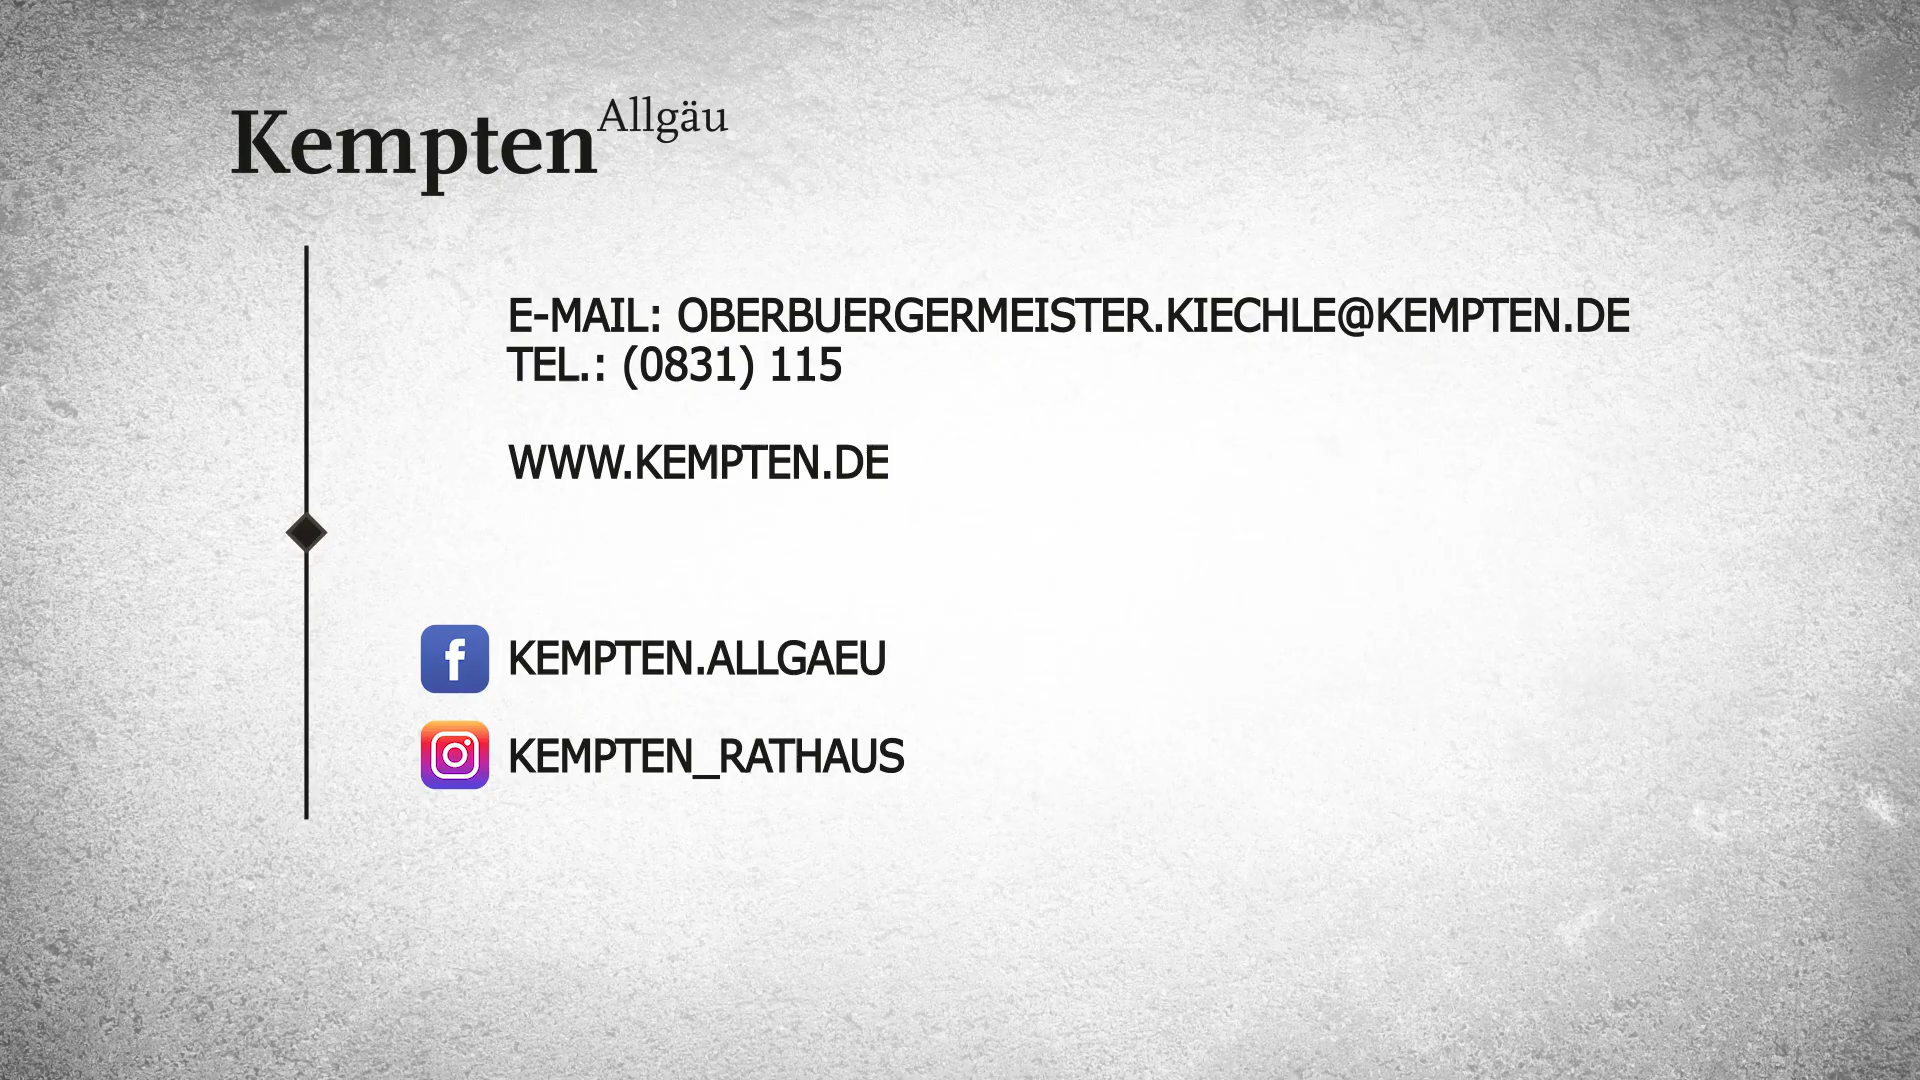 Kempten Allgäu
E-MAIL: OBERBUERGERMEISTER.KIECHLE@KEMPTEN.DE
TEL.: (0831) 115
WWW.KEMPTEN.DE
KEMPTEN.ALLGAEU
KEMPTEN_RATHAUS